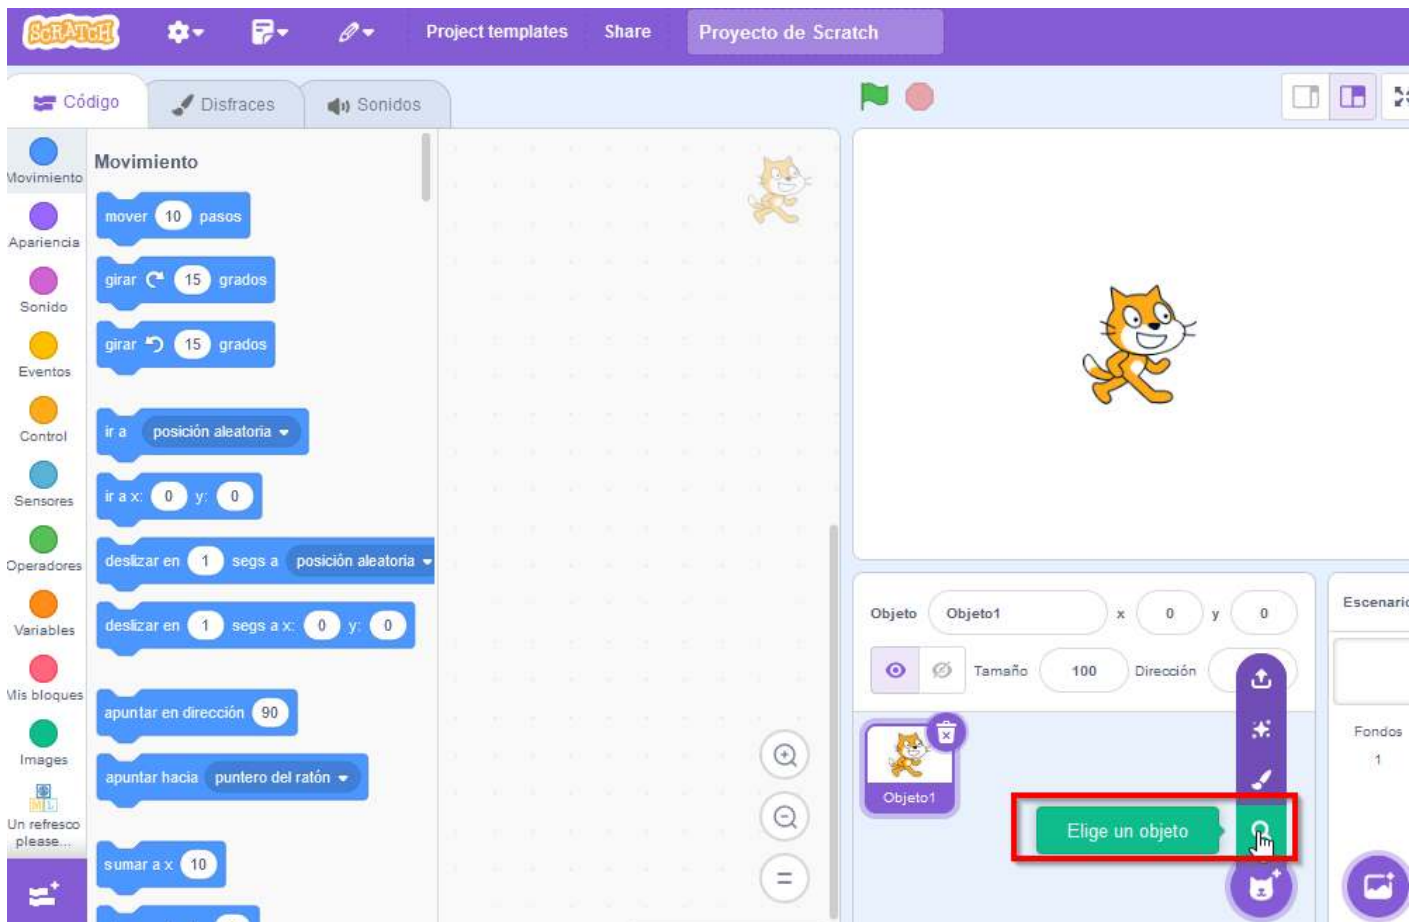 SCRATCH
Project templates
Share
Proyecto de Scratch
Código
Disfraces
Sonidos
Movimiento
Apariencia
Sonido
Eventos
Control
Sensores
Operadores
Variables
Mis bloques
Images
ML
Un refresco
please...
Movimiento
mover 10 pasos
girar 15 grados
girar 15 grados
ir a posición aleatoria
ir a x: 0 y: 0
deslizar en 1 segs a posición aleatoria
deslizar en 1 segs a x: 0 y: 0
apuntar en dirección 90
apuntar hacia puntero del ratón
sumar a x 10
Objeto Objeto1 x 0 y 0
Tamaño 100 Dirección
Objeto1
Elige un objeto
Escenario
Fondos
1